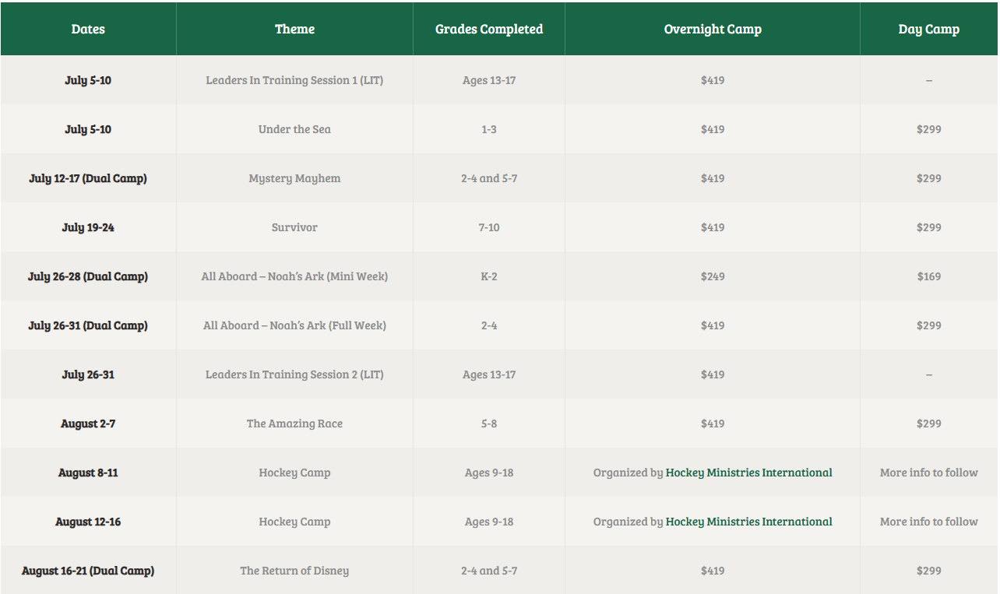 Dates Theme Grades Completed Overnight Camp Day Camp
July 5-10 Leaders In Training Session 1 (LIT) Ages 13-17 $419 –
July 5-10 Under the Sea 1-3 $419 $299
July 12-17 (Dual Camp) Mystery Mayhem 2-4 and 5-7 $419 $299
July 19-24 Survivor 7-10 $419 $299
July 26-28 (Dual Camp) All Aboard – Noah’s Ark (Mini Week) K-2 $249 $169
July 26-31 (Dual Camp) All Aboard – Noah’s Ark (Full Week) 2-4 $419 $299
July 26-31 Leaders In Training Session 2 (LIT) Ages 13-17 $419 –
August 2-7 The Amazing Race 5-8 $419 $299
August 8-11 Hockey Camp Ages 9-18 Organized by Hockey Ministries International More info to follow
August 12-16 Hockey Camp Ages 9-18 Organized by Hockey Ministries International More info to follow
August 16-21 (Dual Camp) The Return of Disney 2-4 and 5-7 $419 $299